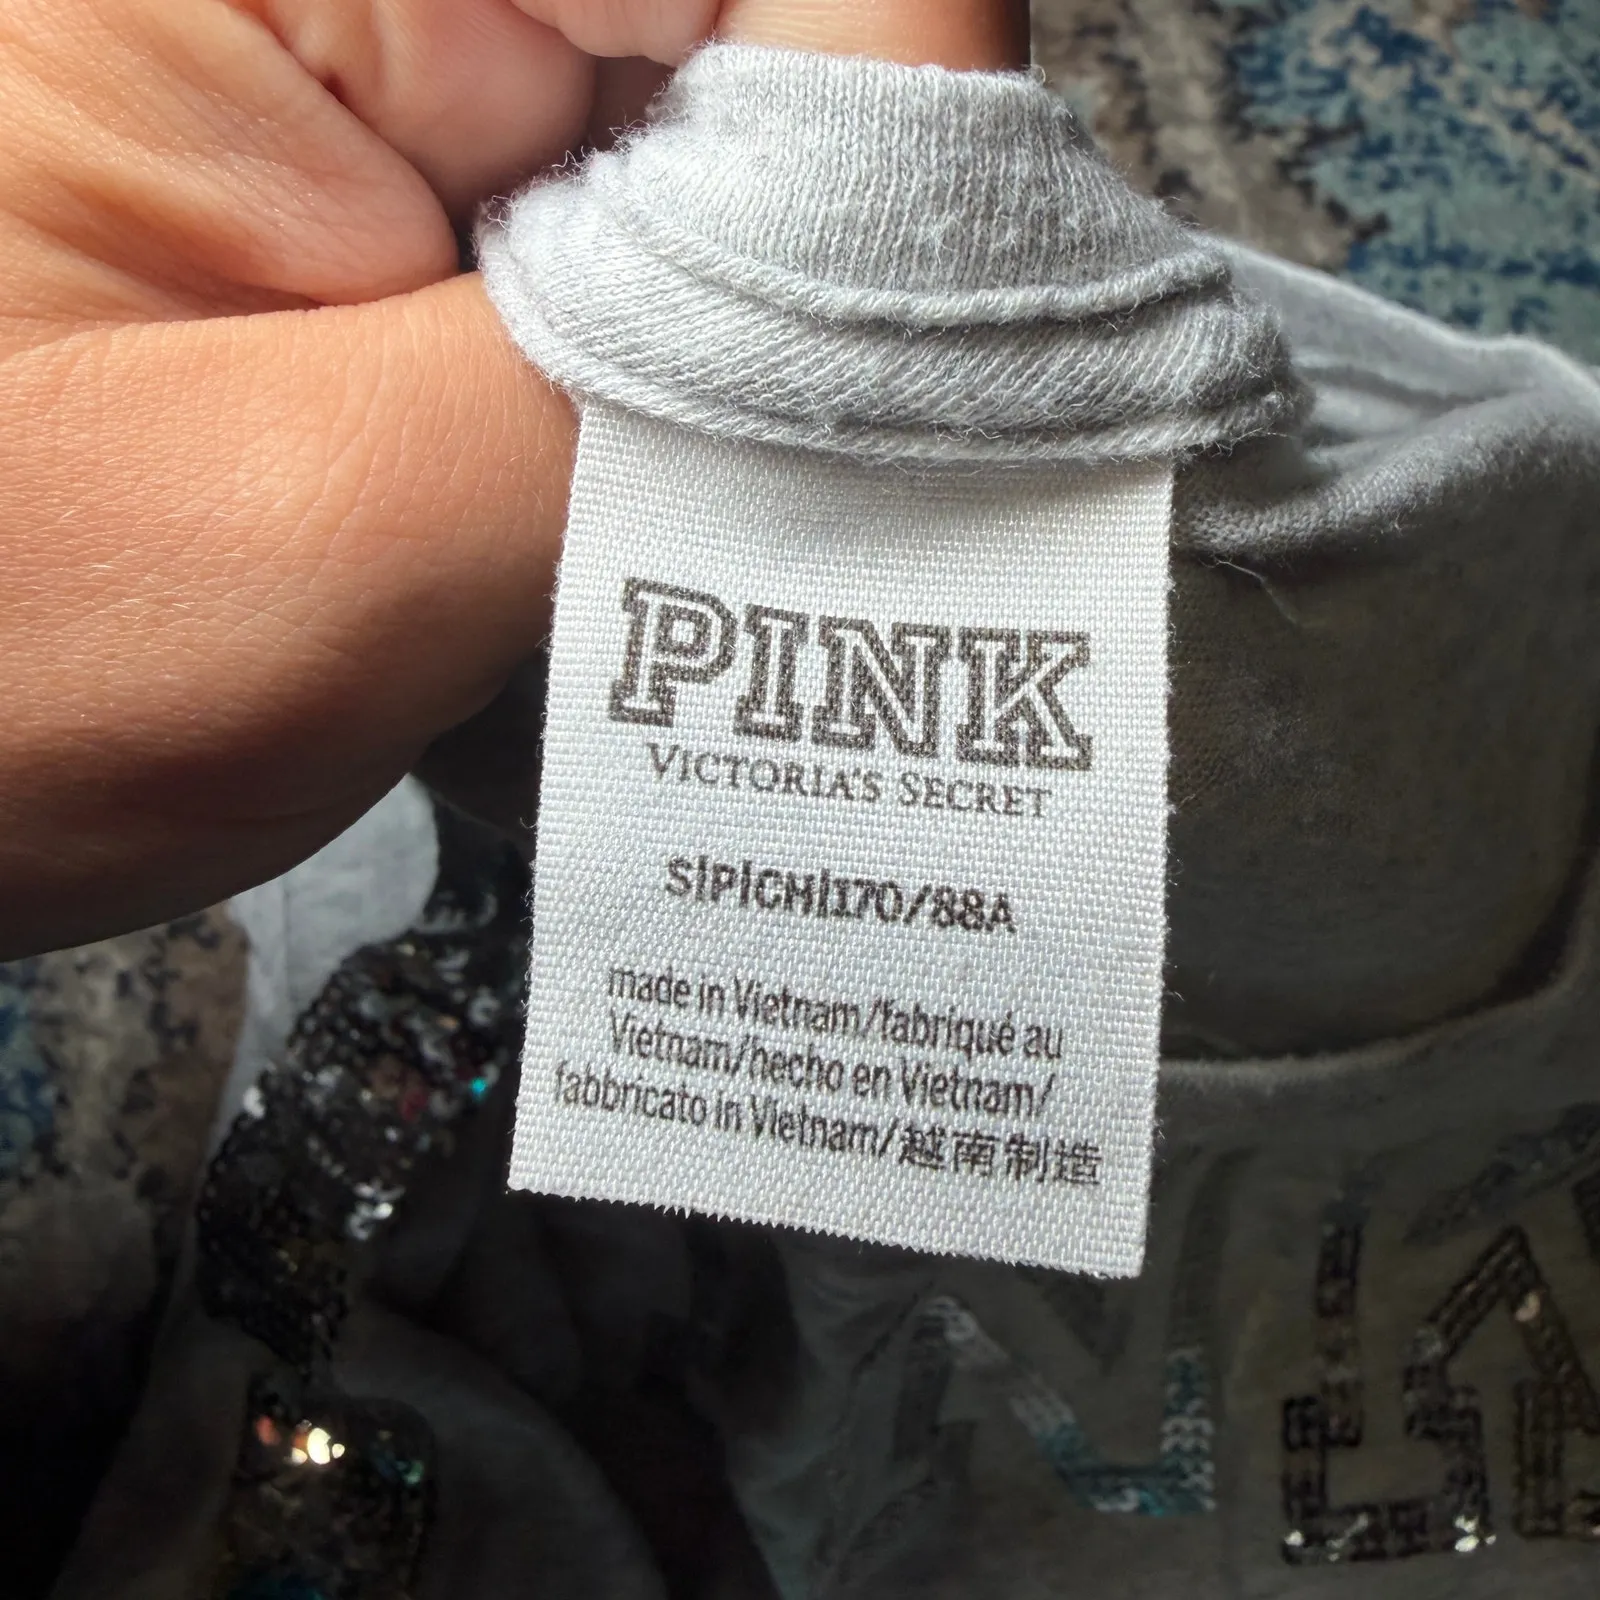 PINK
VICTORIA'S SECRET
S|P|CH|170/88A
made in Vietnam/fabriqué au
Vietnam/hecho en Vietnam/
fabbricato in Vietnam/越南制造